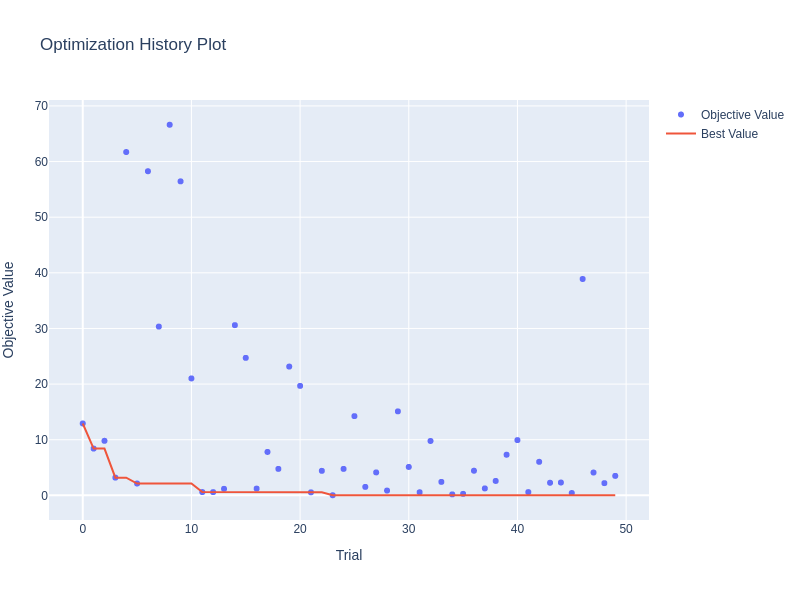 Optimization History Plot
Objective Value
Best Value
70
60
50
40
30
20
10
0
Objective Value
0 10 20 30 40 50
Trial